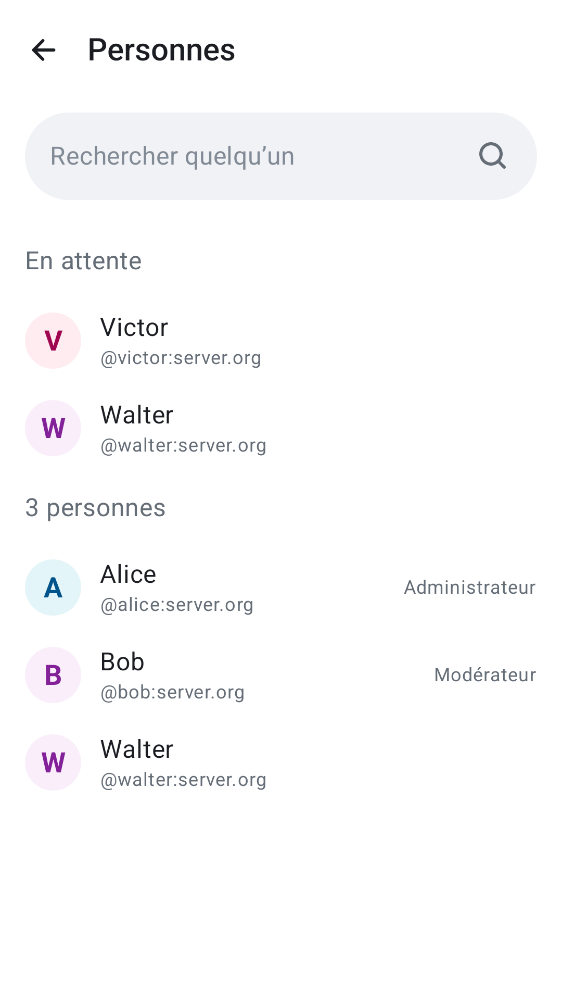 Personnes
Rechercher quelqu’un
En attente
V
Victor
@victor:server.org
W
Walter
@walter:server.org
3 personnes
A
Alice
@alice:server.org
Administrateur
B
Bob
@bob:server.org
Modérateur
W
Walter
@walter:server.org